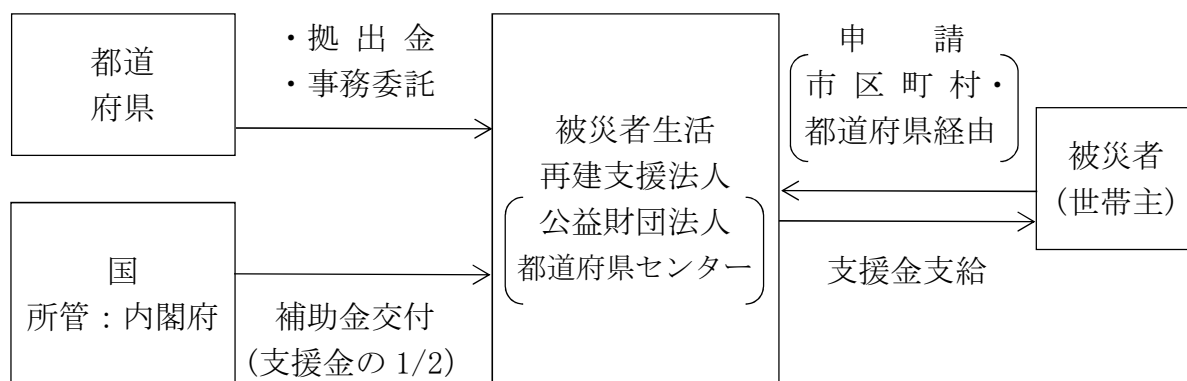 都道
府県
・拠出金
・事務委託
国
所管：内閣府
補助金交付
(支援金の 1/2)
被災者生活
再建支援法人
公益財団法人
都道府県センター
申　請
市区町村・
都道府県経由
支援金支給
被災者
(世帯主)